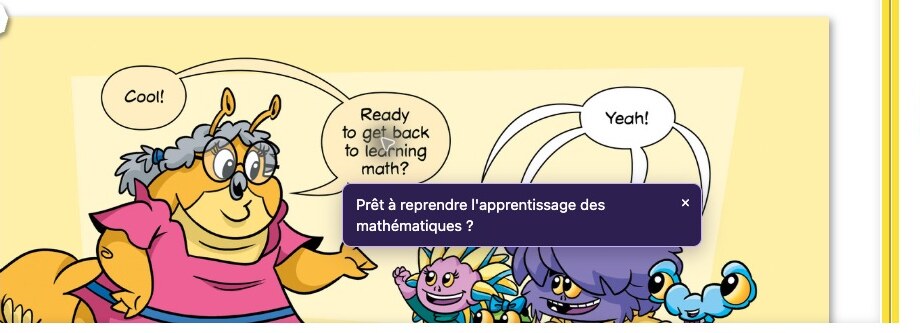 Cool!
Ready
to get back
to learning
math?
Yeah!
Prêt à reprendre l'apprentissage des
mathématiques ?
×